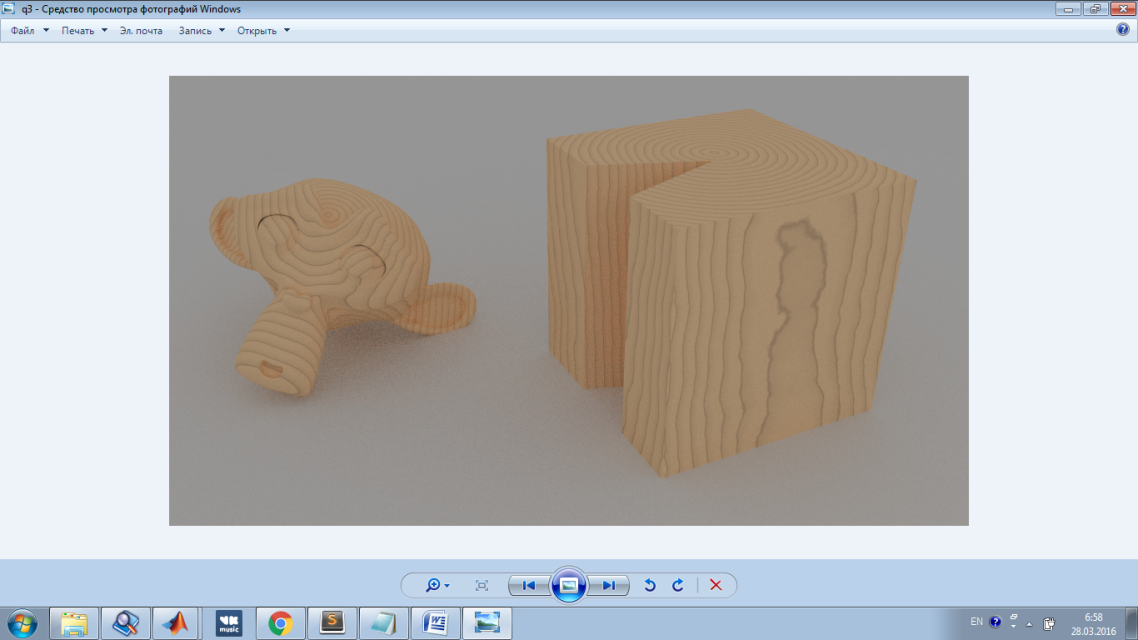 q3 - Средство просмотра фотографий Windows
Файл Печать Эл. почта Запись Открыть
music
S
W
EN 6:58
28.03.2016